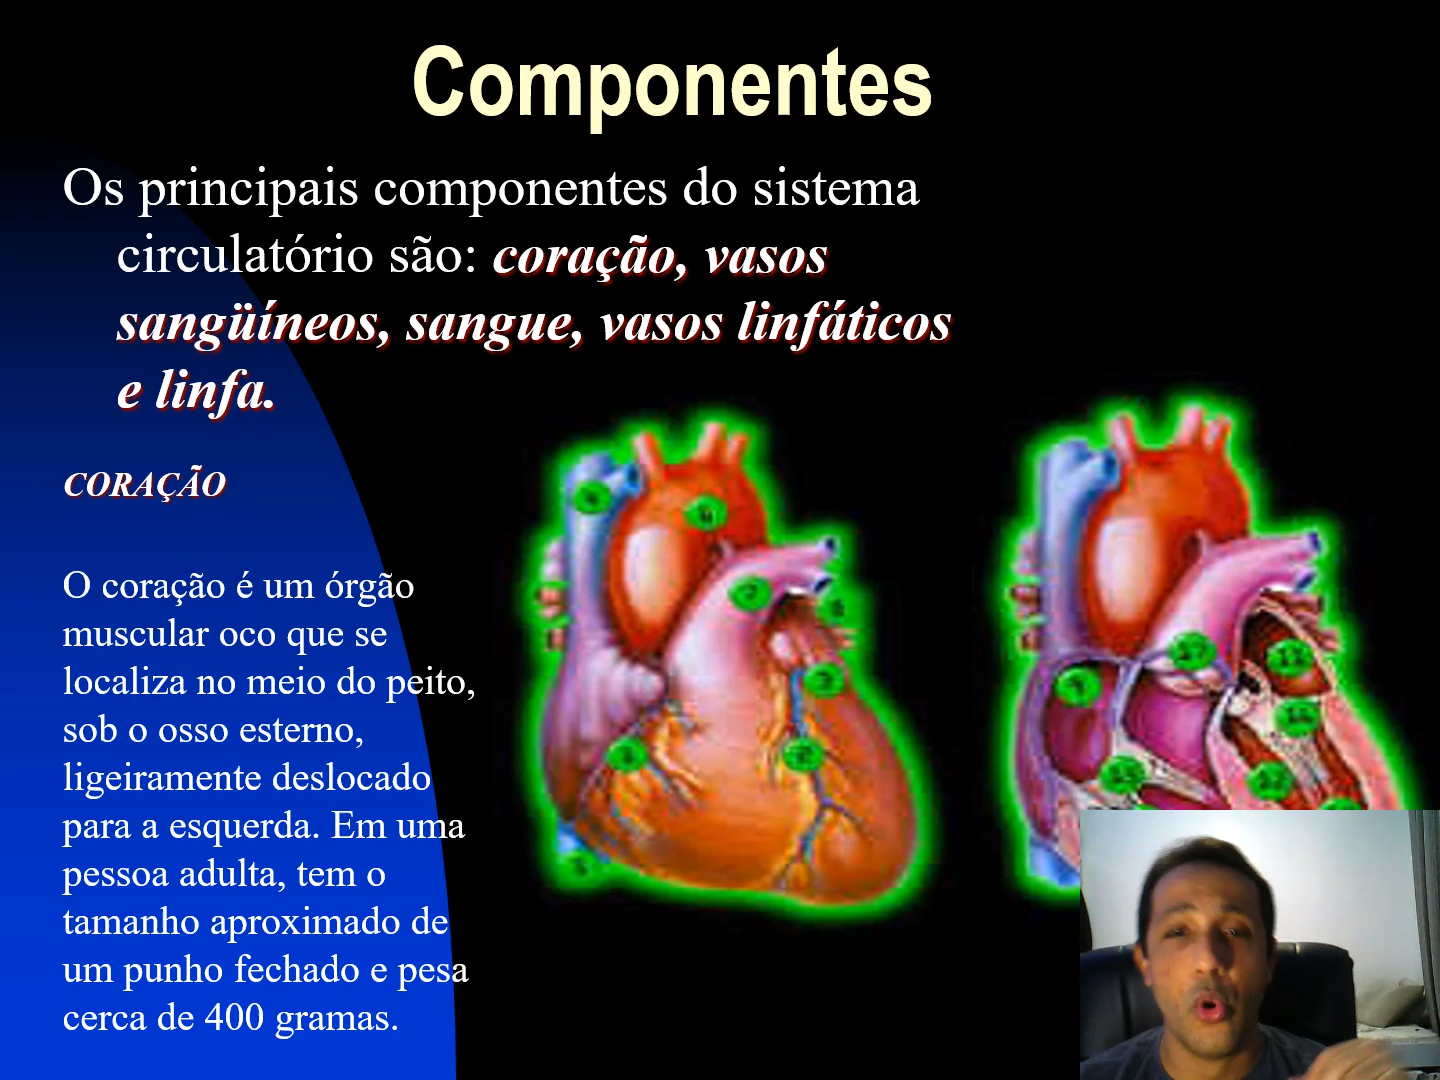 Componentes
Os principais componentes do sistema
circulatório são: coração, vasos
sangüíneos, sangue, vasos linfáticos
e linfa.
CORAÇÃO
O coração é um órgão
muscular oco que se
localiza no meio do peito,
sob o osso esterno,
ligeiramente deslocado
para a esquerda. Em uma
pessoa adulta, tem o
tamanho aproximado de
um punho fechado e pesa
cerca de 400 gramas.